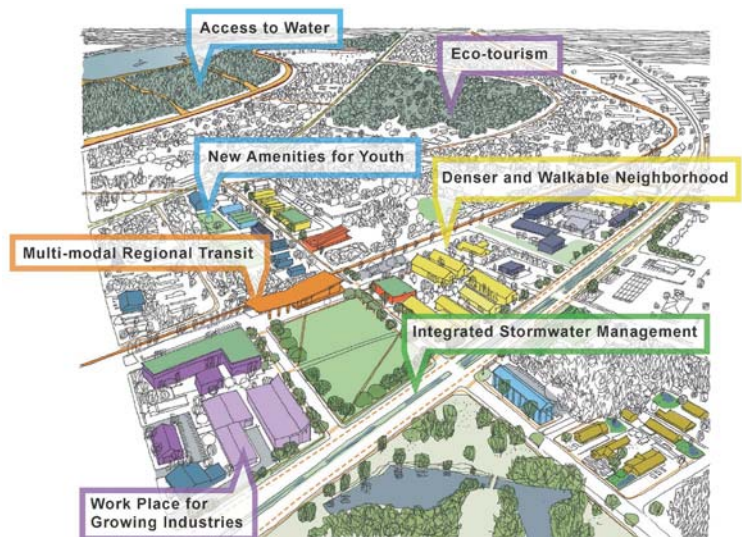 Access to Water
Eco-tourism
New Amenities for Youth
Denser and Walkable Neighborhood
Multi-modal Regional Transit
Integrated Stormwater Management
Work Place for
Growing Industries